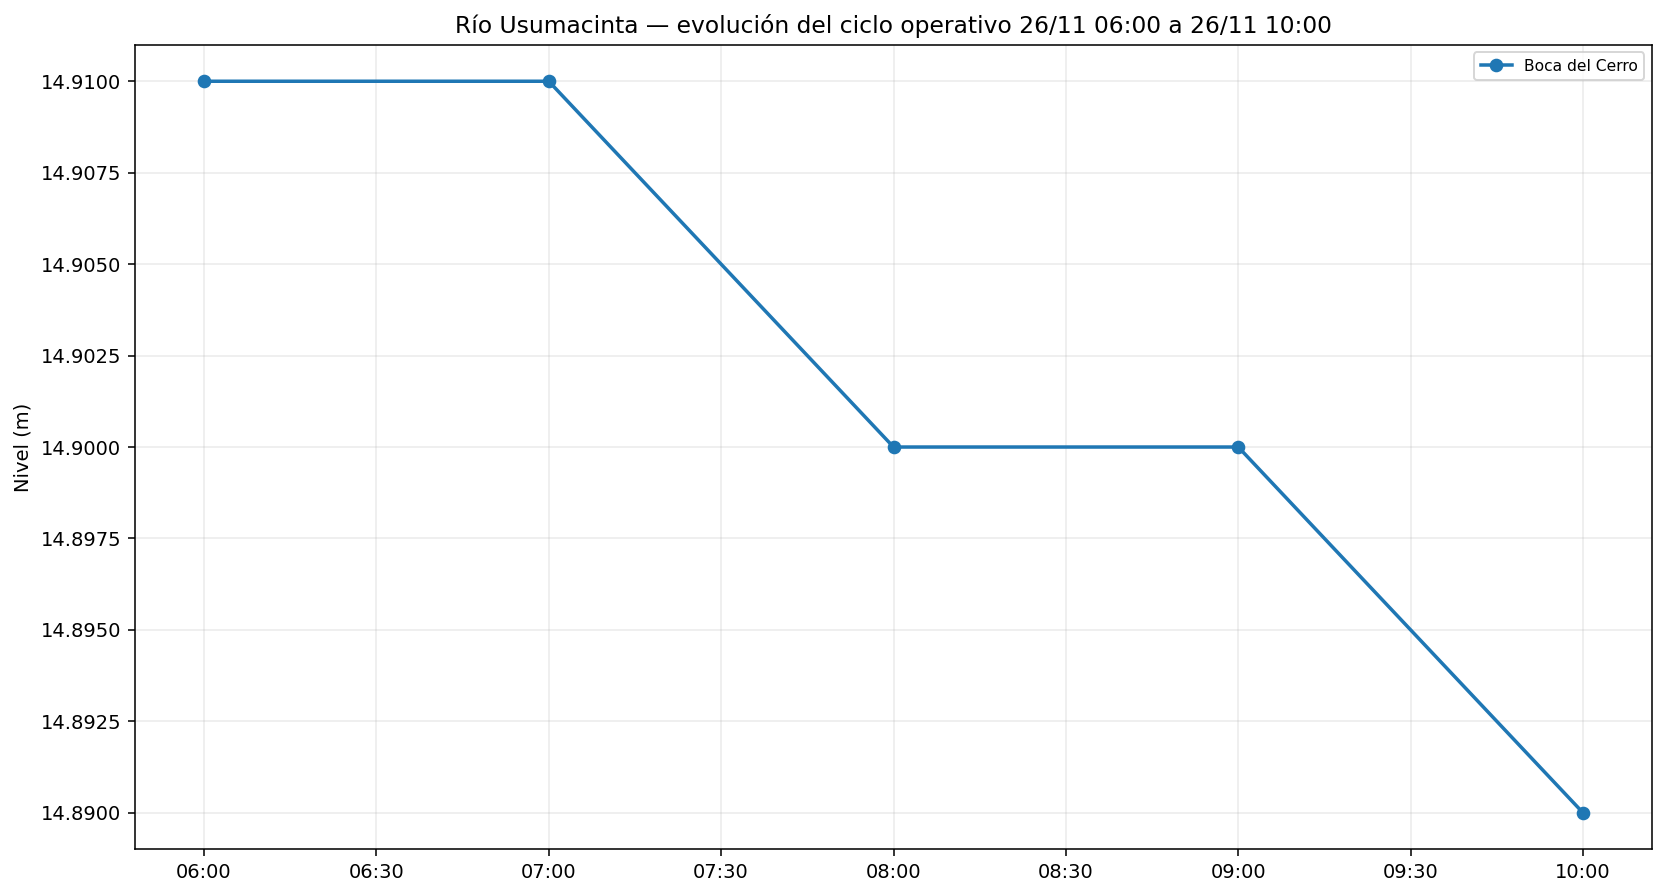 Río Usumacinta — evolución del ciclo operativo 26/11 06:00 a 26/11 10:00
Boca del Cerro
Nivel (m)
14.9100
14.9075
14.9050
14.9025
14.9000
14.8975
14.8950
14.8925
14.8900
06:00 06:30 07:00 07:30 08:00 08:30 09:00 09:30 10:00